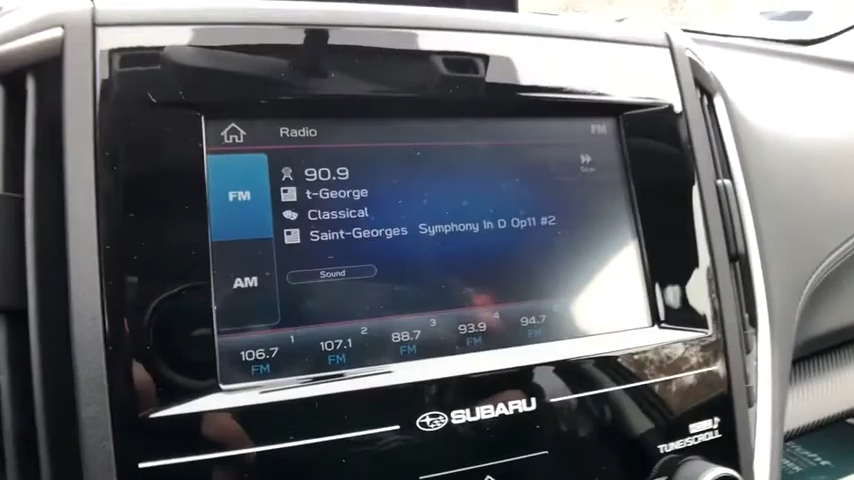 Radio FM
90.9
FM
t-George
Classical
Saint-Georges Symphony In D Op11 #2
Scan
AM
Sound
106.7 1 107.1 2 88.7 3 93.9 4 94.7
FM FM FM FM FM
SUBARU
TUNE/SCROLL